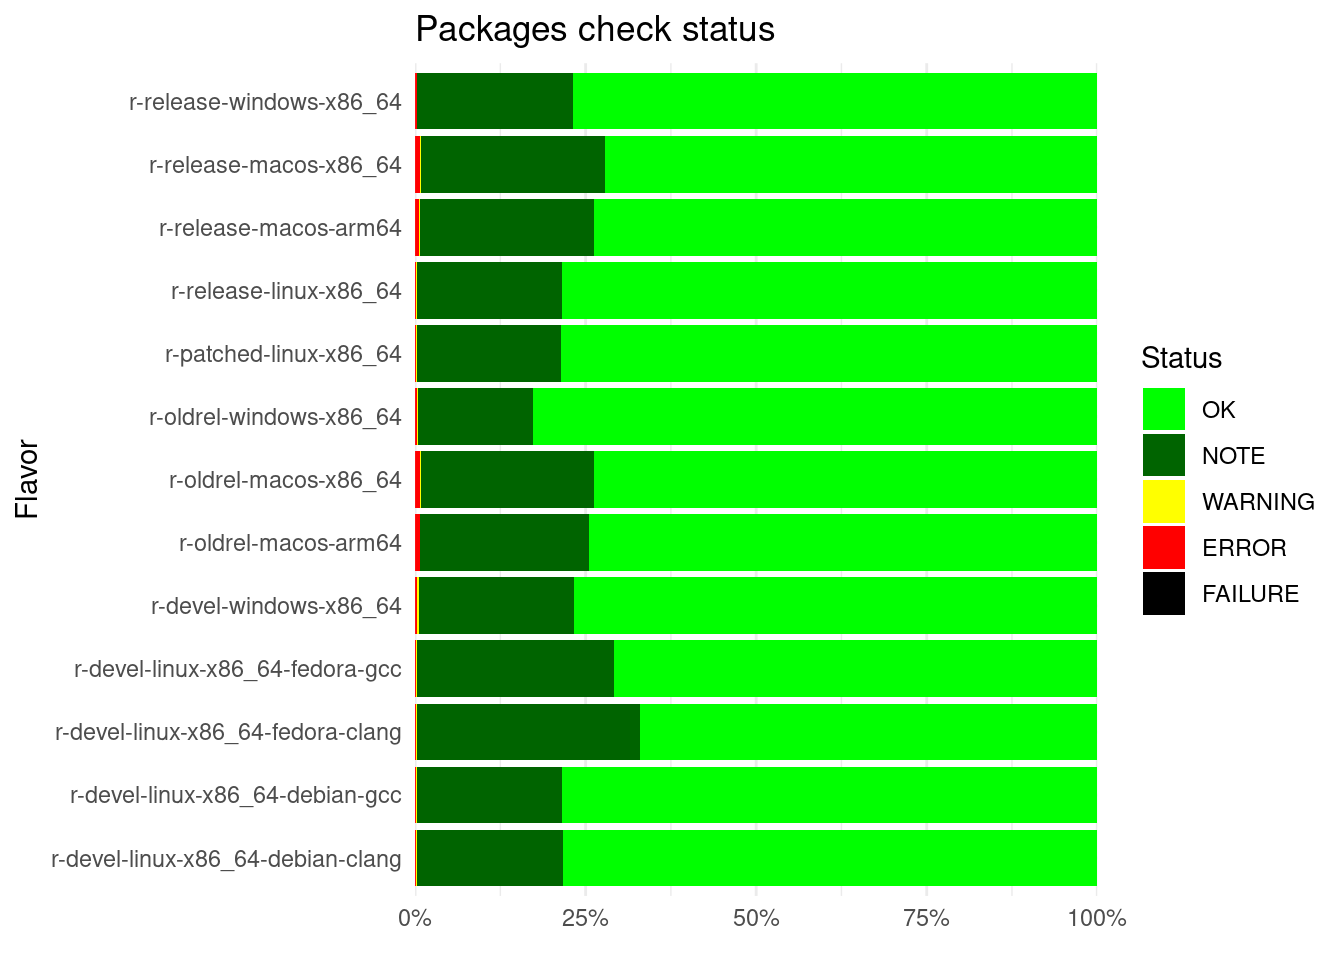 Packages check status
Flavor
r-release-windows-x86_64
r-release-macos-x86_64
r-release-macos-arm64
r-release-linux-x86_64
r-patched-linux-x86_64
r-oldrel-windows-x86_64
r-oldrel-macos-x86_64
r-oldrel-macos-arm64
r-devel-windows-x86_64
r-devel-linux-x86_64-fedora-gcc
r-devel-linux-x86_64-fedora-clang
r-devel-linux-x86_64-debian-gcc
r-devel-linux-x86_64-debian-clang
0% 25% 50% 75% 100%
Status
OK
NOTE
WARNING
ERROR
FAILURE